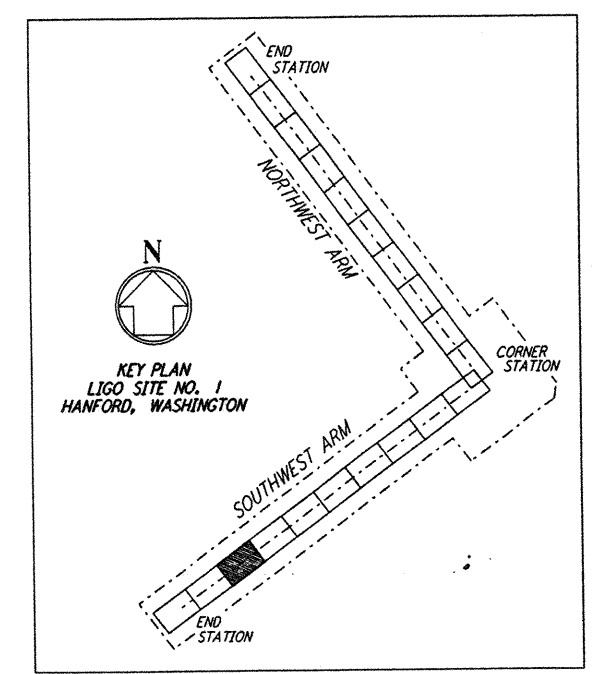 END
STATION
NORTHWEST ARM
N
KEY PLAN
LIGO SITE NO. 1
HANFORD, WASHINGTON
CORNER
STATION
SOUTHWEST ARM
END
STATION